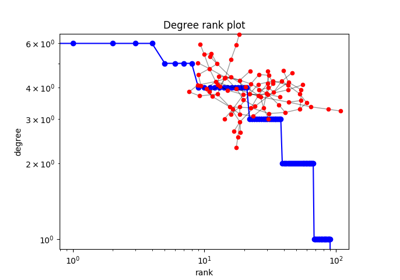 Degree rank plot
6 × 10⁰
4 × 10⁰
3 × 10⁰
2 × 10⁰
10⁰
degree
10⁰
10¹
10²
rank